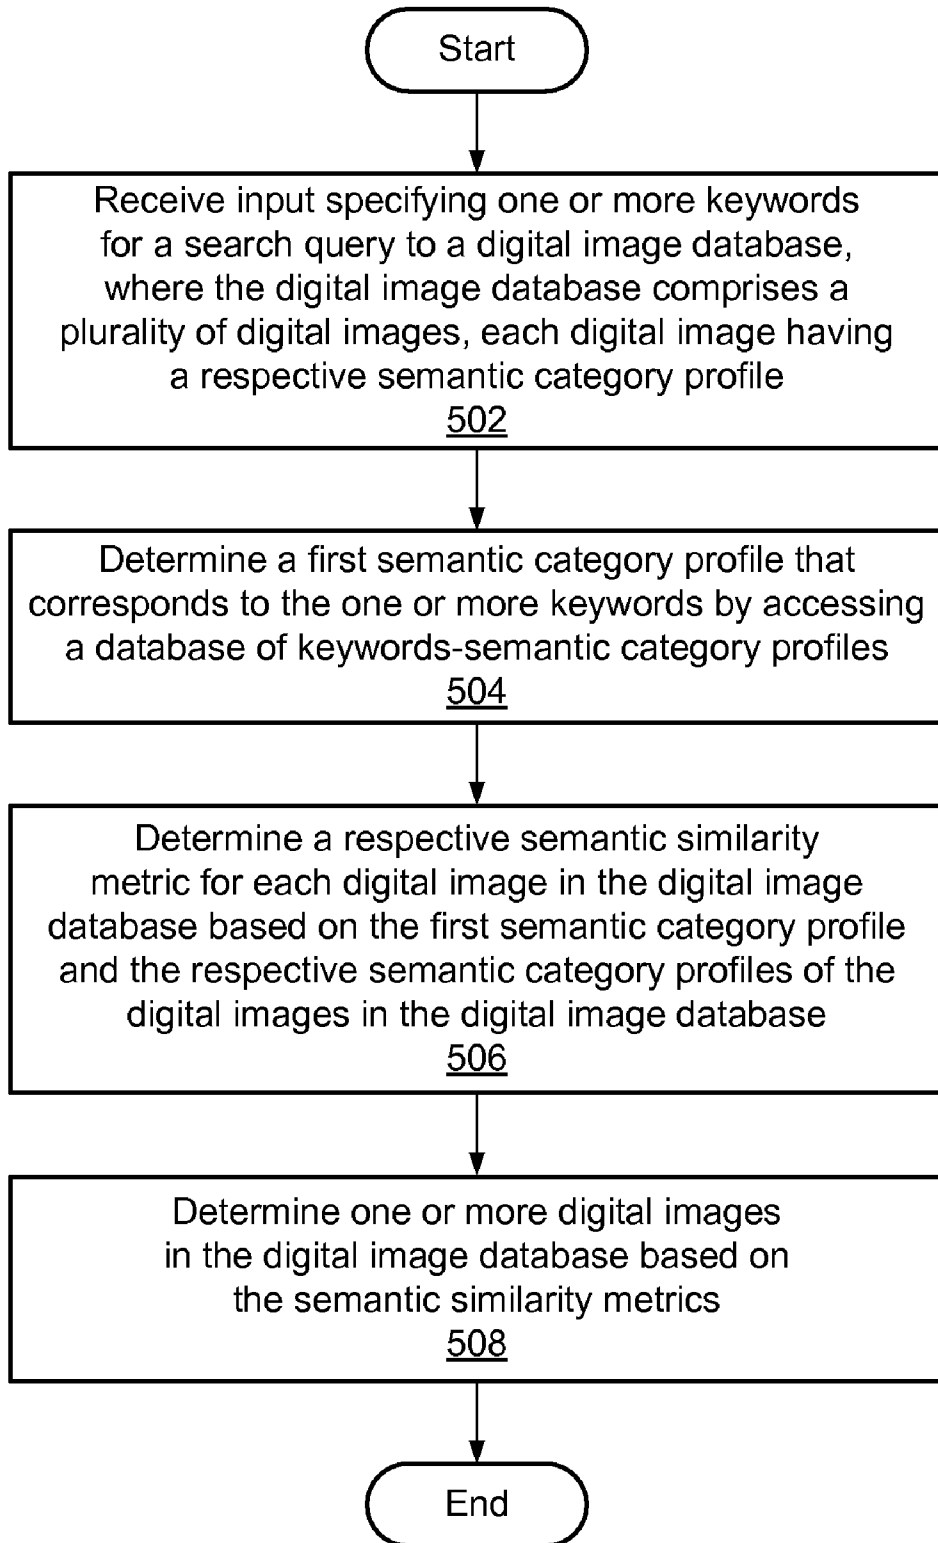 Start
Receive input specifying one or more keywords
for a search query to a digital image database,
where the digital image database comprises a
plurality of digital images, each digital image having
a respective semantic category profile
502
Determine a first semantic category profile that
corresponds to the one or more keywords by accessing
a database of keywords-semantic category profiles
504
Determine a respective semantic similarity
metric for each digital image in the digital image
database based on the first semantic category profile
and the respective semantic category profiles of the
digital images in the digital image database
506
Determine one or more digital images
in the digital image database based on
the semantic similarity metrics
508
End